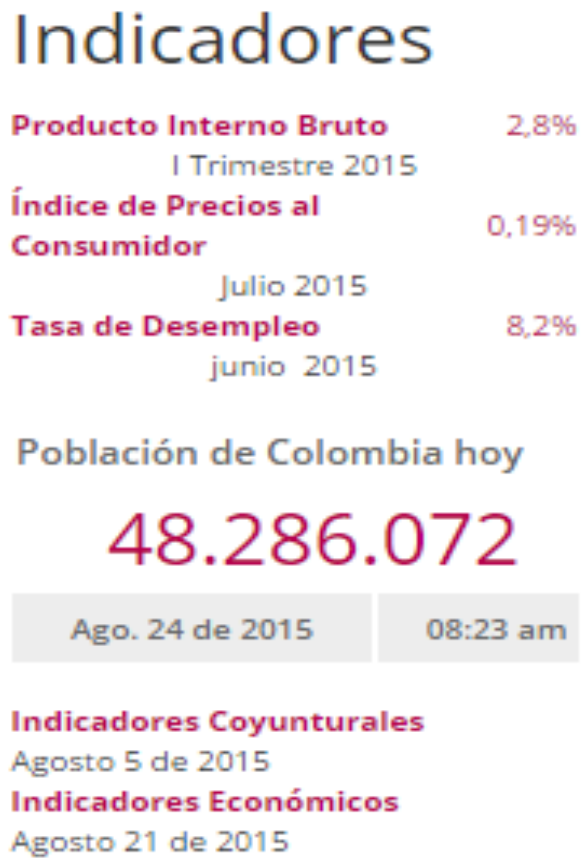 Indicadores
Producto Interno Bruto 2,8%
I Trimestre 2015
Índice de Precios al
Consumidor 0,19%
Julio 2015
Tasa de Desempleo 8,2%
junio 2015
Población de Colombia hoy
48.286.072
Ago. 24 de 2015 08:23 am
Indicadores Coyunturales
Agosto 5 de 2015
Indicadores Económicos
Agosto 21 de 2015